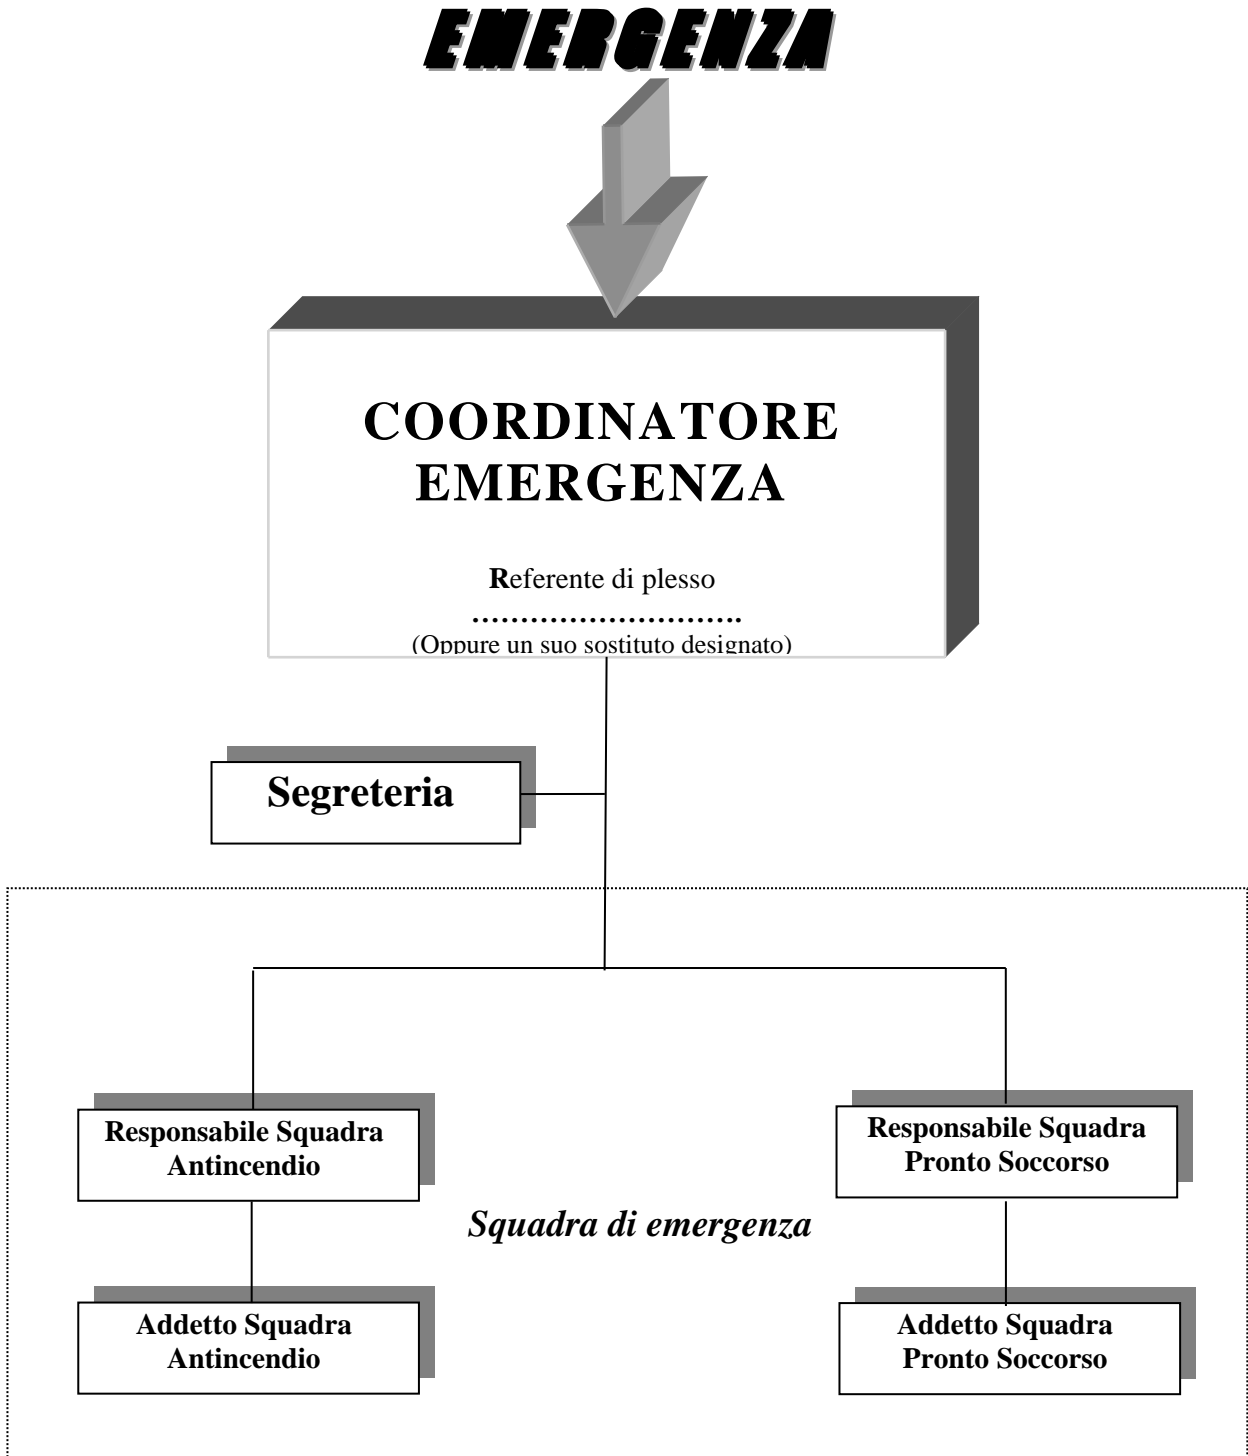 EMERGENZA
COORDINATORE
EMERGENZA
Referente di plesso
……………………….
(Oppure un suo sostituto designato)
Segreteria
Responsabile Squadra
Antincendio
Responsabile Squadra
Pronto Soccorso
Squadra di emergenza
Addetto Squadra
Antincendio
Addetto Squadra
Pronto Soccorso